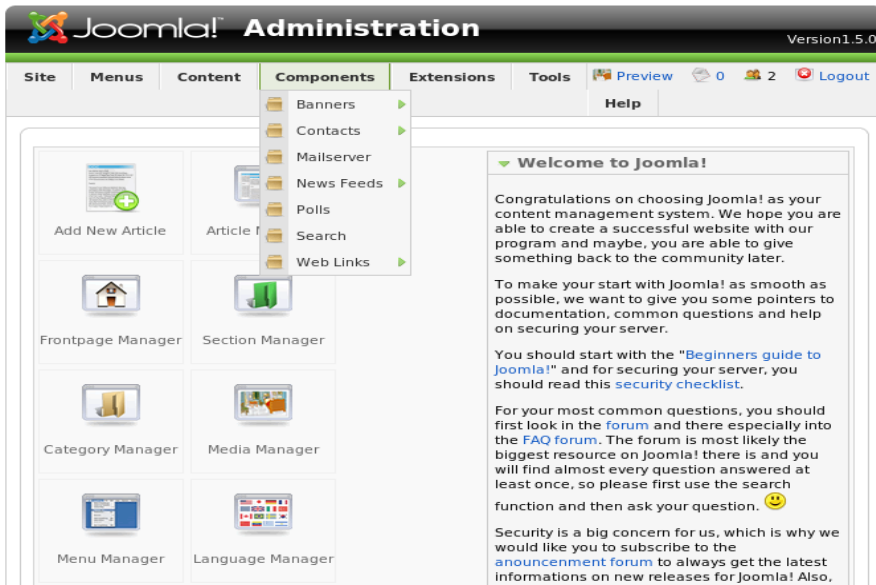 Joomla!™ Administration
Version1.5.0
Site Menus Content Components Extensions Tools Preview 0 2 Logout
Help
Banners
Contacts
Mailserver
News Feeds
Polls
Search
Web Links
Add New Article
Article
Frontpage Manager
Section Manager
Category Manager
Media Manager
Menu Manager
Language Manager
Welcome to Joomla!
Congratulations on choosing Joomla! as your
content management system. We hope you are
able to create a successful website with our
program and maybe, you are able to give
something back to the community later.
To make your start with Joomla! as smooth as
possible, we want to give you some pointers to
documentation, common questions and help
on securing your server.
You should start with the "Beginners guide to
Joomla!" and for securing your server, you
should read this security checklist.
For your most common questions, you should
first look in the forum and there especially into
the FAQ forum. The forum is most likely the
biggest resource on Joomla! there is and you
will find almost every question answered at
least once, so please first use the search
function and then ask your question.
Security is a big concern for us, which is why we
would like you to subscribe to the
anouncenment forum to always get the latest
informations on new releases for Joomla! Also,